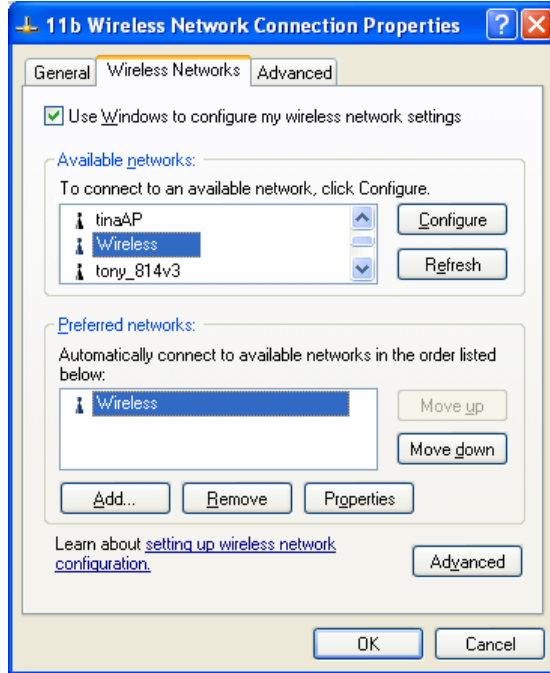 11b Wireless Network Connection Properties
General Wireless Networks Advanced
Use Windows to configure my wireless network settings
Available networks:
To connect to an available network, click Configure.
tinaAP
Wireless
tony_814v3
Configure
Refresh
Preferred networks:
Automatically connect to available networks in the order listed
below:
Wireless
Move up
Move down
Add... Remove Properties
Learn about setting up wireless network
configuration.
Advanced
OK Cancel